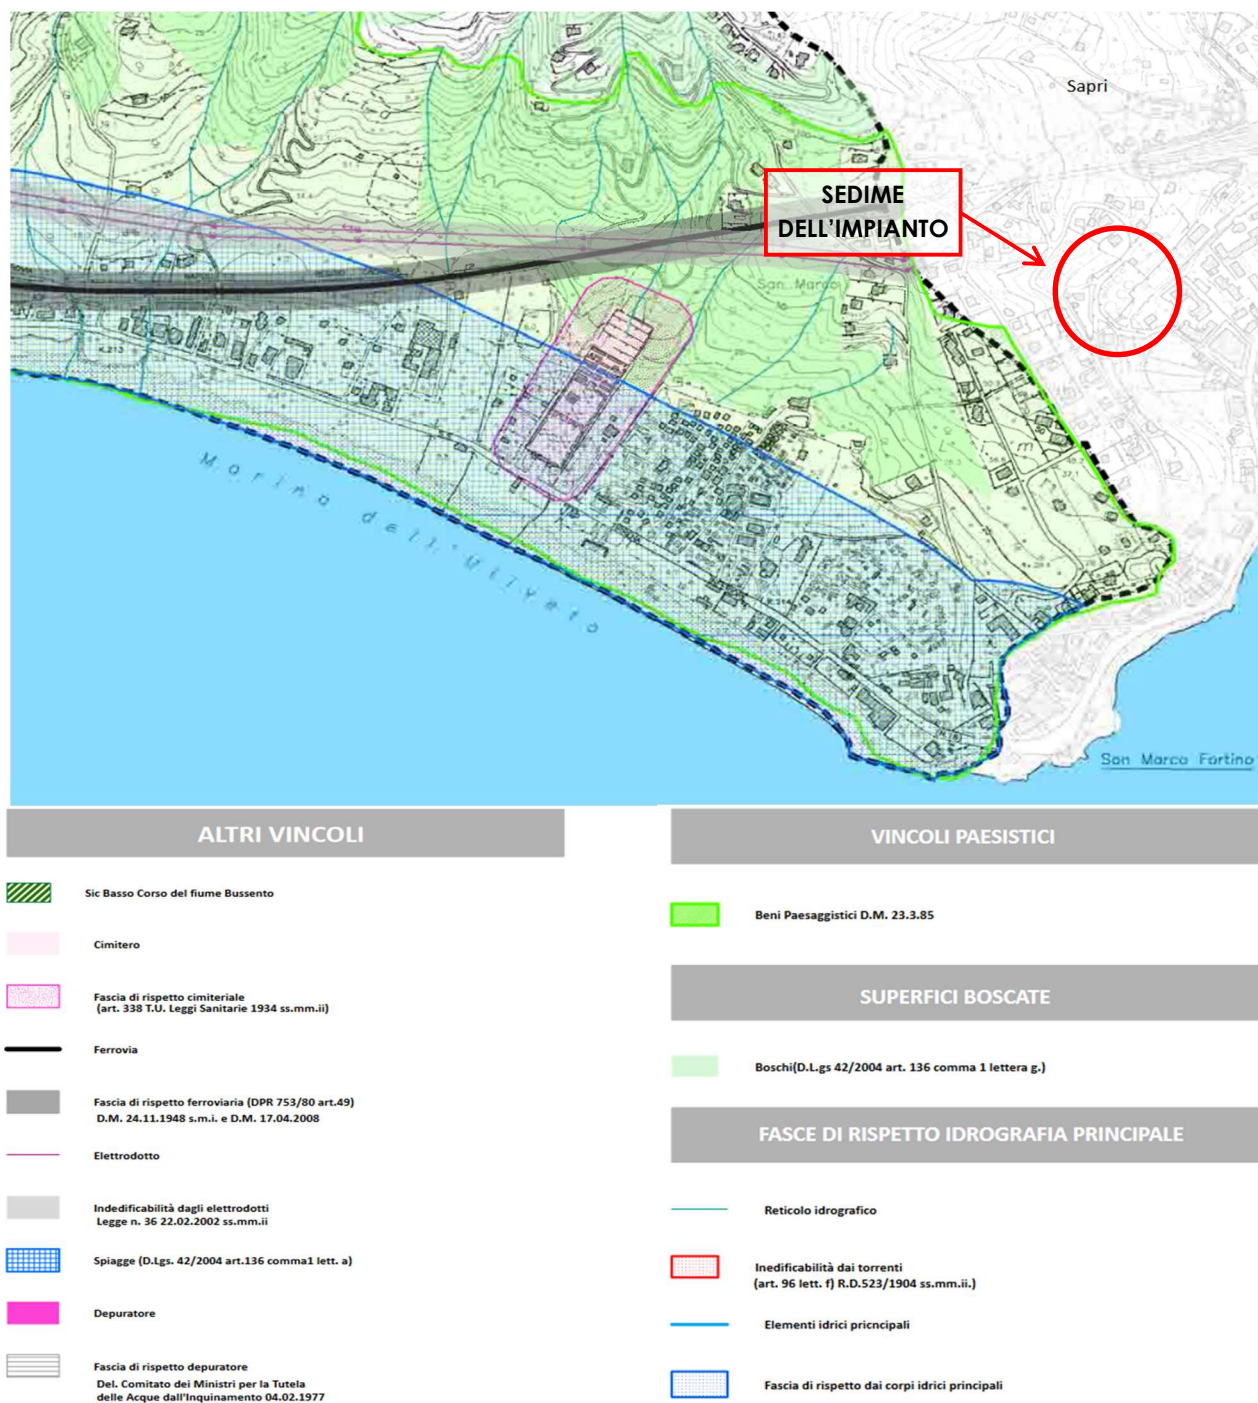 Sapri
SEDIME
DELL'IMPIANTO
San Marco
K.213
Marina dell'Uliveto
San Marco Fortino
ALTRI VINCOLI
Sic Basso Corso del fiume Bussento
Cimitero
Fascia di rispetto cimiteriale
(art. 338 T.U. Leggi Sanitarie 1934 ss.mm.ii)
Ferrovia
Fascia di rispetto ferroviaria (DPR 753/80 art.49)
D.M. 24.11.1948 s.m.i. e D.M. 17.04.2008
Elettrodotto
Indedificabilità dagli elettrodotti
Legge n. 36 22.02.2002 ss.mm.ii
Spiagge (D.Lgs. 42/2004 art.136 comma1 lett. a)
Depuratore
Fascia di rispetto depuratore
Del. Comitato dei Ministri per la Tutela
delle Acque dall'Inquinamento 04.02.1977
VINCOLI PAESISTICI
Beni Paesaggistici D.M. 23.3.85
SUPERFICI BOSCATE
Boschi(D.L.gs 42/2004 art. 136 comma 1 lettera g.)
FASCE DI RISPETTO IDROGRAFIA PRINCIPALE
Reticolo idrografico
Inedificabilità dai torrenti
(art. 96 lett. f) R.D.523/1904 ss.mm.ii.)
Elementi idrici pricncipali
Fascia di rispetto dai corpi idrici principali